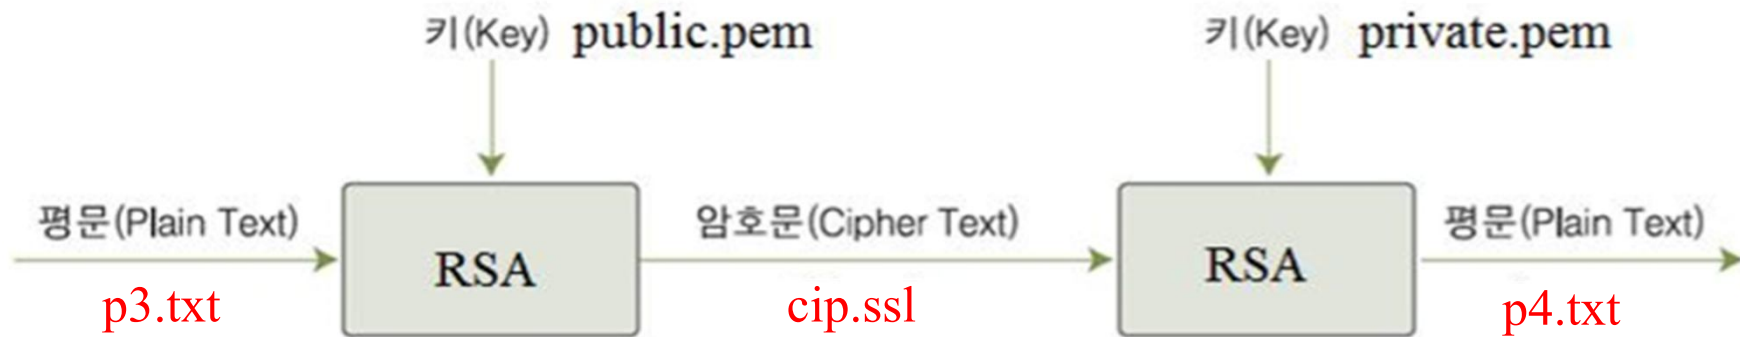 키(Key) public.pem
키(Key) private.pem
평문(Plain Text)
암호문(Cipher Text)
평문(Plain Text)
RSA
RSA
p3.txt
cip.ssl
p4.txt